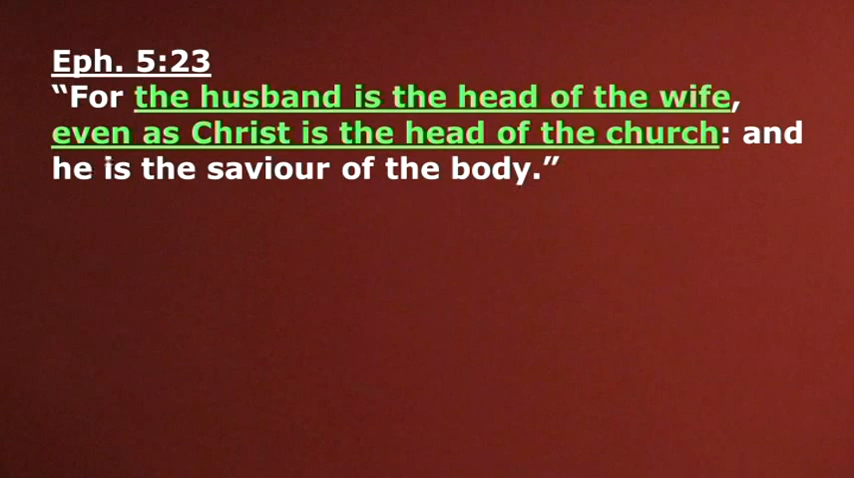 Eph. 5:23
“For the husband is the head of the wife,
even as Christ is the head of the church: and
he is the saviour of the body.”